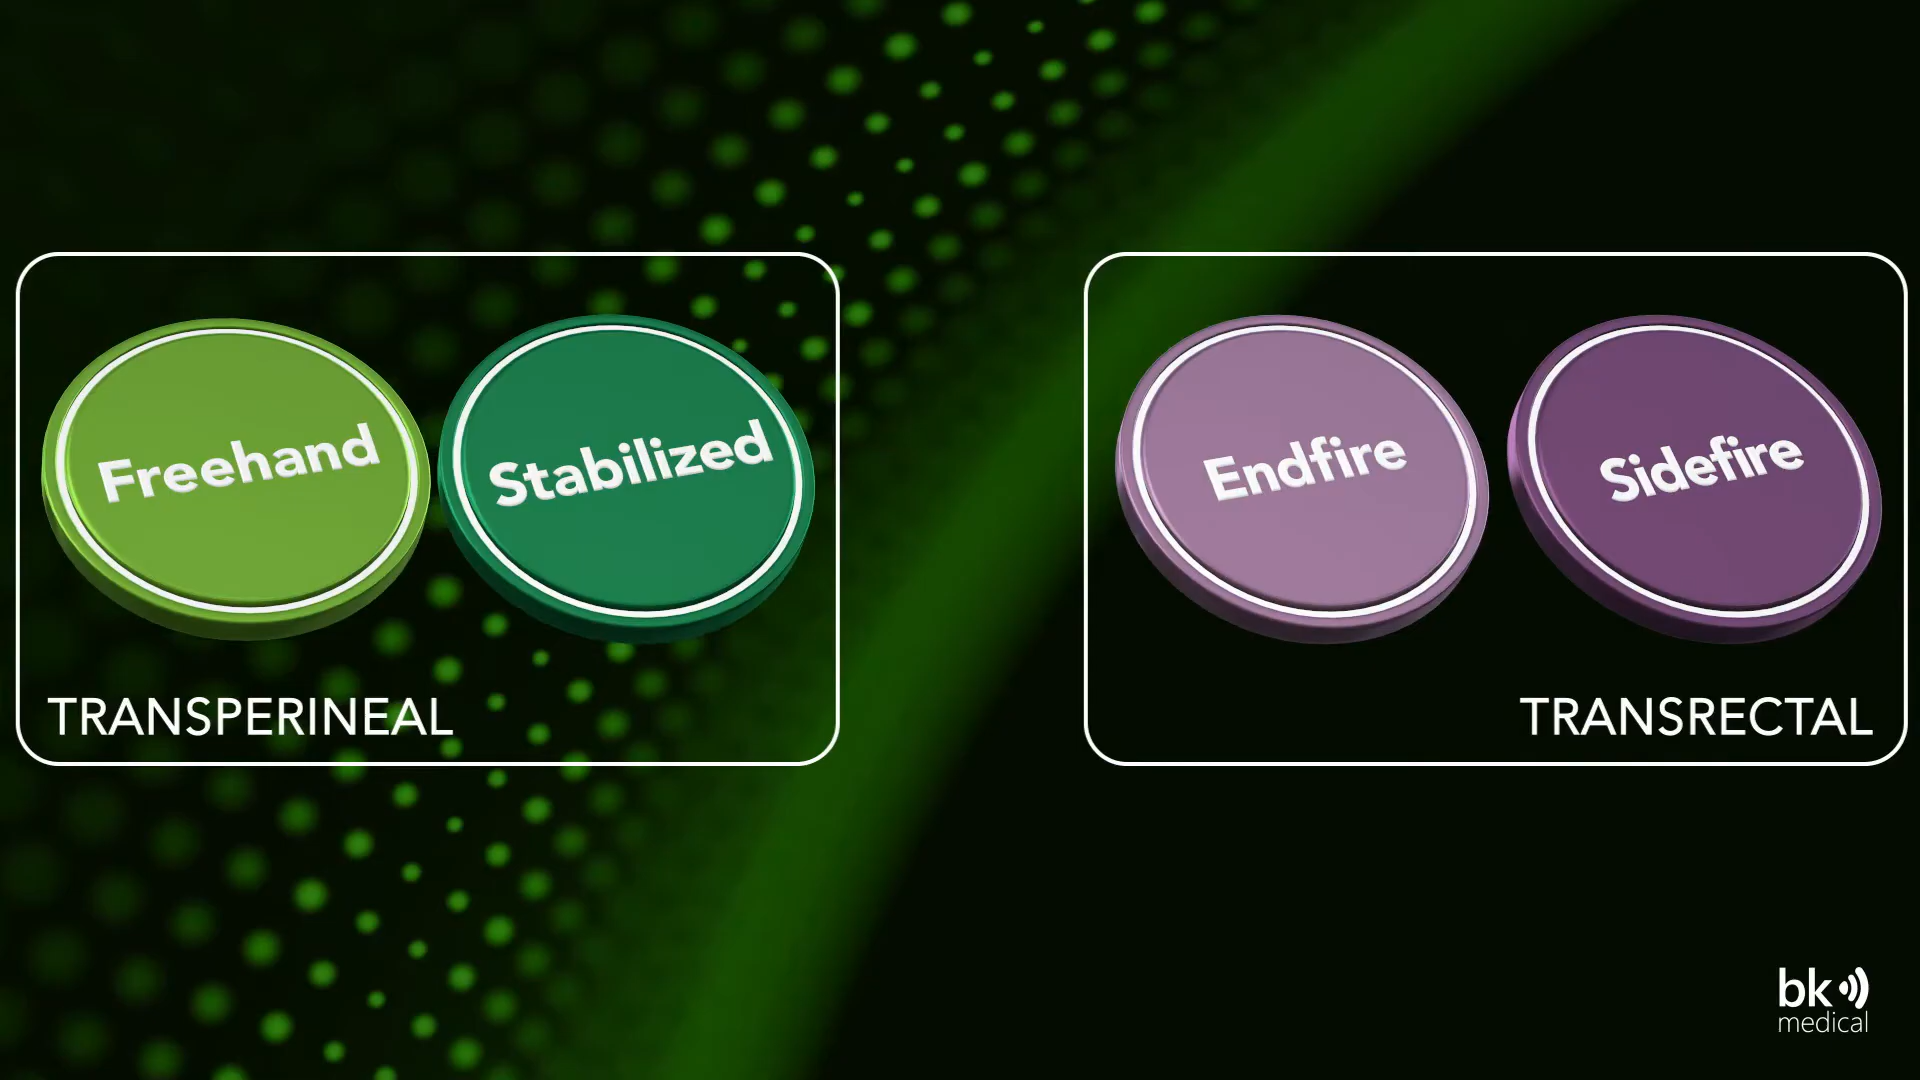 Freehand
Stabilized
TRANSPERINEAL
Endfire
Sidefire
TRANSRECTAL
bk
medical